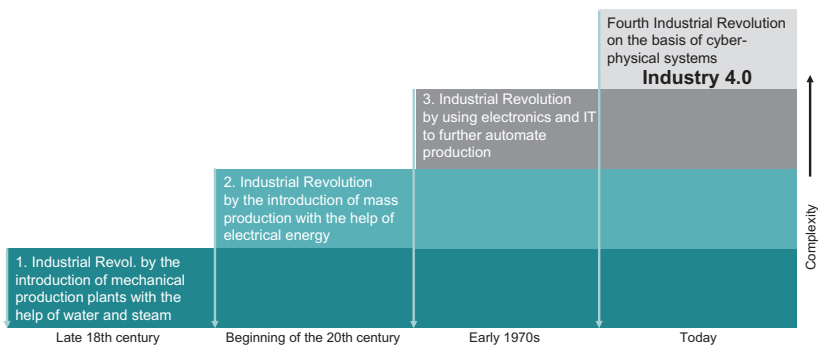 Fourth Industrial Revolution
on the basis of cyber-
physical systems
Industry 4.0
3. Industrial Revolution
by using electronics and IT
to further automate
production
2. Industrial Revolution
by the introduction of mass
production with the help of
electrical energy
1. Industrial Revol. by the
introduction of mechanical
production plants with the
help of water and steam
Complexity
Late 18th century
Beginning of the 20th century
Early 1970s
Today